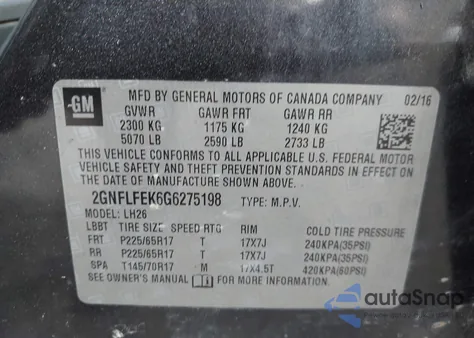 GM
MFD BY GENERAL MOTORS OF CANADA COMPANY 02/16
GVWR GAWR FRT GAWR RR
2300 KG 1175 KG 1240 KG
5070 LB 2590 LB 2733 LB
THIS VEHICLE CONFORMS TO ALL APPLICABLE U.S. FEDERAL MOTOR
VEHICLE SAFETY AND THEFT PREVENTION STANDARDS IN EFFECT ON
THE DATE OF MANUFACTURE SHOWN ABOVE.
2GNFLFEK6G6275198 TYPE: M.P.V.
MODEL: LH26
LBBT TIRE SIZE SPEED RTG RIM COLD TIRE PRESSURE
FRT P225/65R17 T 17X7J 240KPA(35PSI)
RR P225/65R17 T 17X7J 240KPA(35PSI)
SPA T145/70R17 M 17X4.5T 420KPA(60PSI)
SEE OWNER'S MANUAL FOR MORE INFORMATION
autoSnap